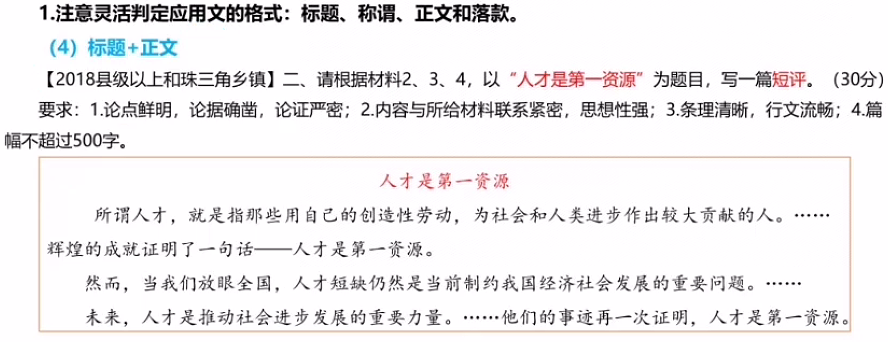 1.注意灵活判定应用文的格式：标题、称谓、正文和落款。
（4）标题+正文
【2018县级以上和珠三角乡镇】二、请根据材料2、3、4，以“人才是第一资源”为题目，写一篇短评。（30分）
要求：1.论点鲜明，论据确凿，论证严密；2.内容与所给材料联系紧密，思想性强；3.条理清晰，行文流畅；4.篇
幅不超过500字。
人才是第一资源
所谓人才，就是指那些用自己的创造性劳动，为社会和人类进步作出较大贡献的人。……
辉煌的成就证明了一句话——人才是第一资源。
然而，当我们放眼全国，人才短缺仍然是当前制约我国经济社会发展的重要问题。……
未来，人才是推动社会进步发展的重要力量。……他们的事迹再一次证明，人才是第一资源。